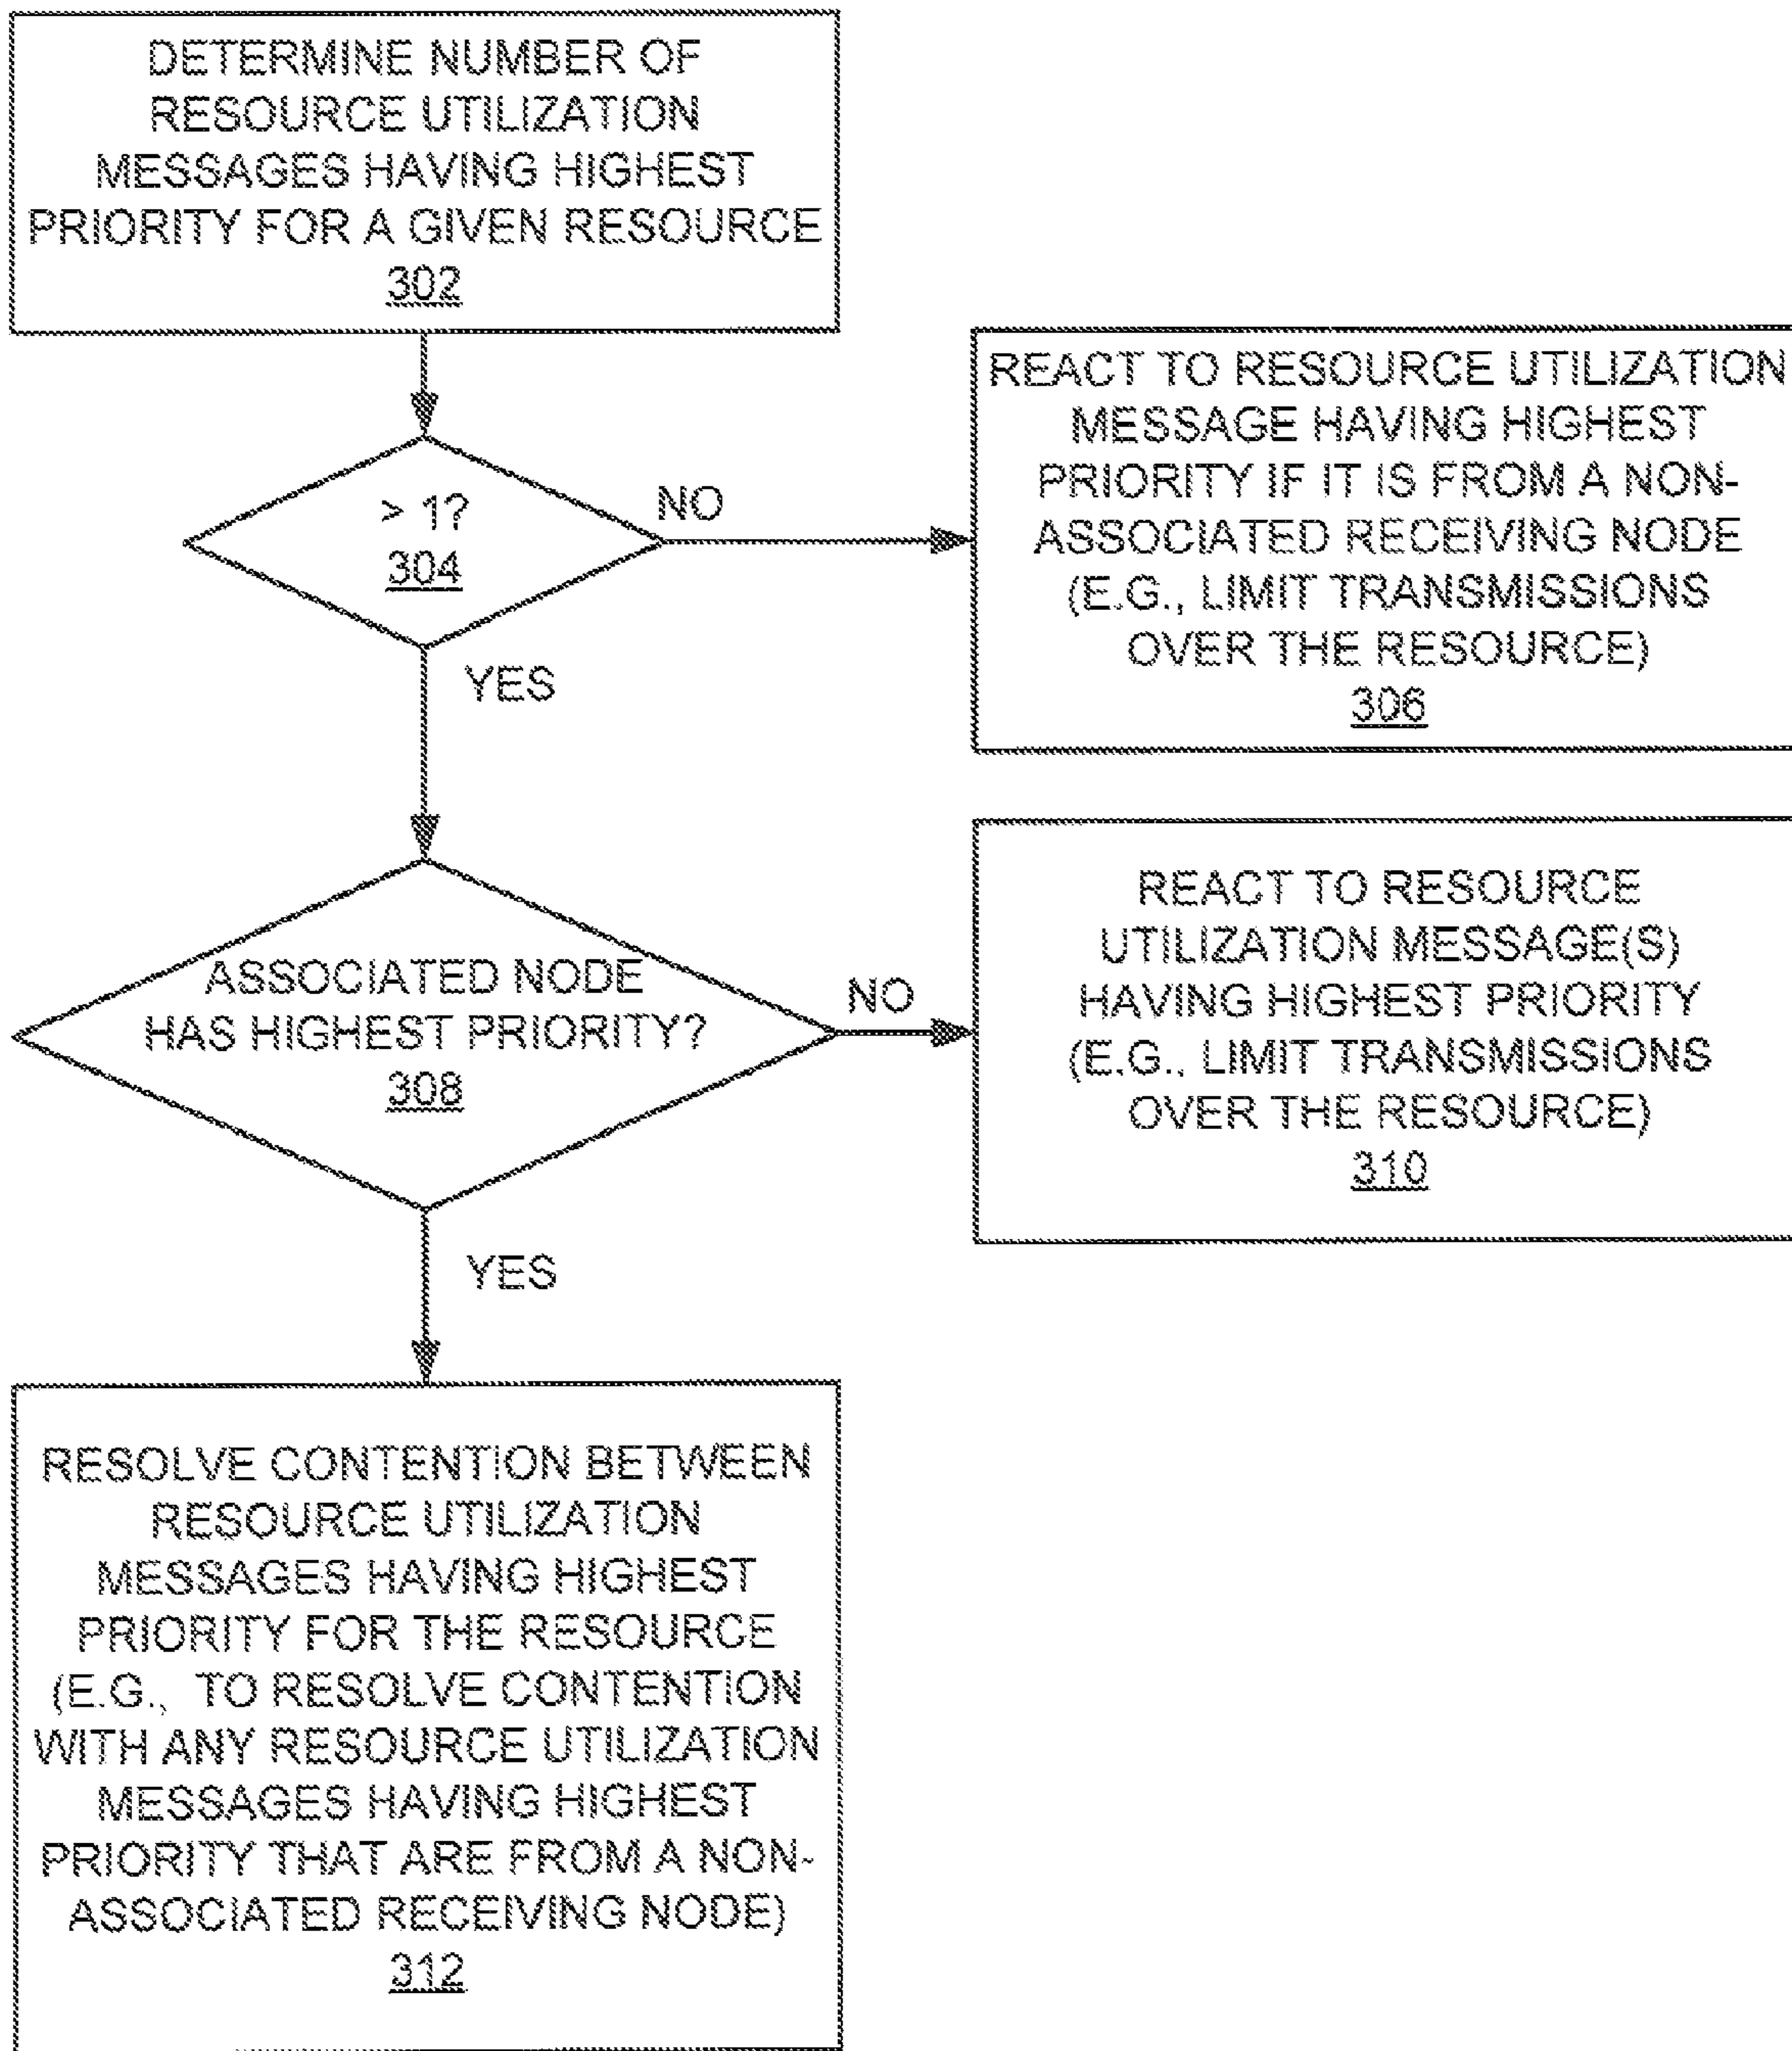 DETERMINE NUMBER OF
RESOURCE UTILIZATION
MESSAGES HAVING HIGHEST
PRIORITY FOR A GIVEN RESOURCE
302
> 1?
304
NO
YES
REACT TO RESOURCE UTILIZATION
MESSAGE HAVING HIGHEST
PRIORITY IF IT IS FROM A NON-
ASSOCIATED RECEIVING NODE
(E.G., LIMIT TRANSMISSIONS
OVER THE RESOURCE)
306
ASSOCIATED NODE
HAS HIGHEST PRIORITY?
308
NO
YES
REACT TO RESOURCE
UTILIZATION MESSAGE(S)
HAVING HIGHEST PRIORITY
(E.G., LIMIT TRANSMISSIONS
OVER THE RESOURCE)
310
RESOLVE CONTENTION BETWEEN
RESOURCE UTILIZATION
MESSAGES HAVING HIGHEST
PRIORITY FOR THE RESOURCE
(E.G., TO RESOLVE CONTENTION
WITH ANY RESOURCE UTILIZATION
MESSAGES HAVING HIGHEST
PRIORITY THAT ARE FROM A NON-
ASSOCIATED RECEIVING NODE)
312